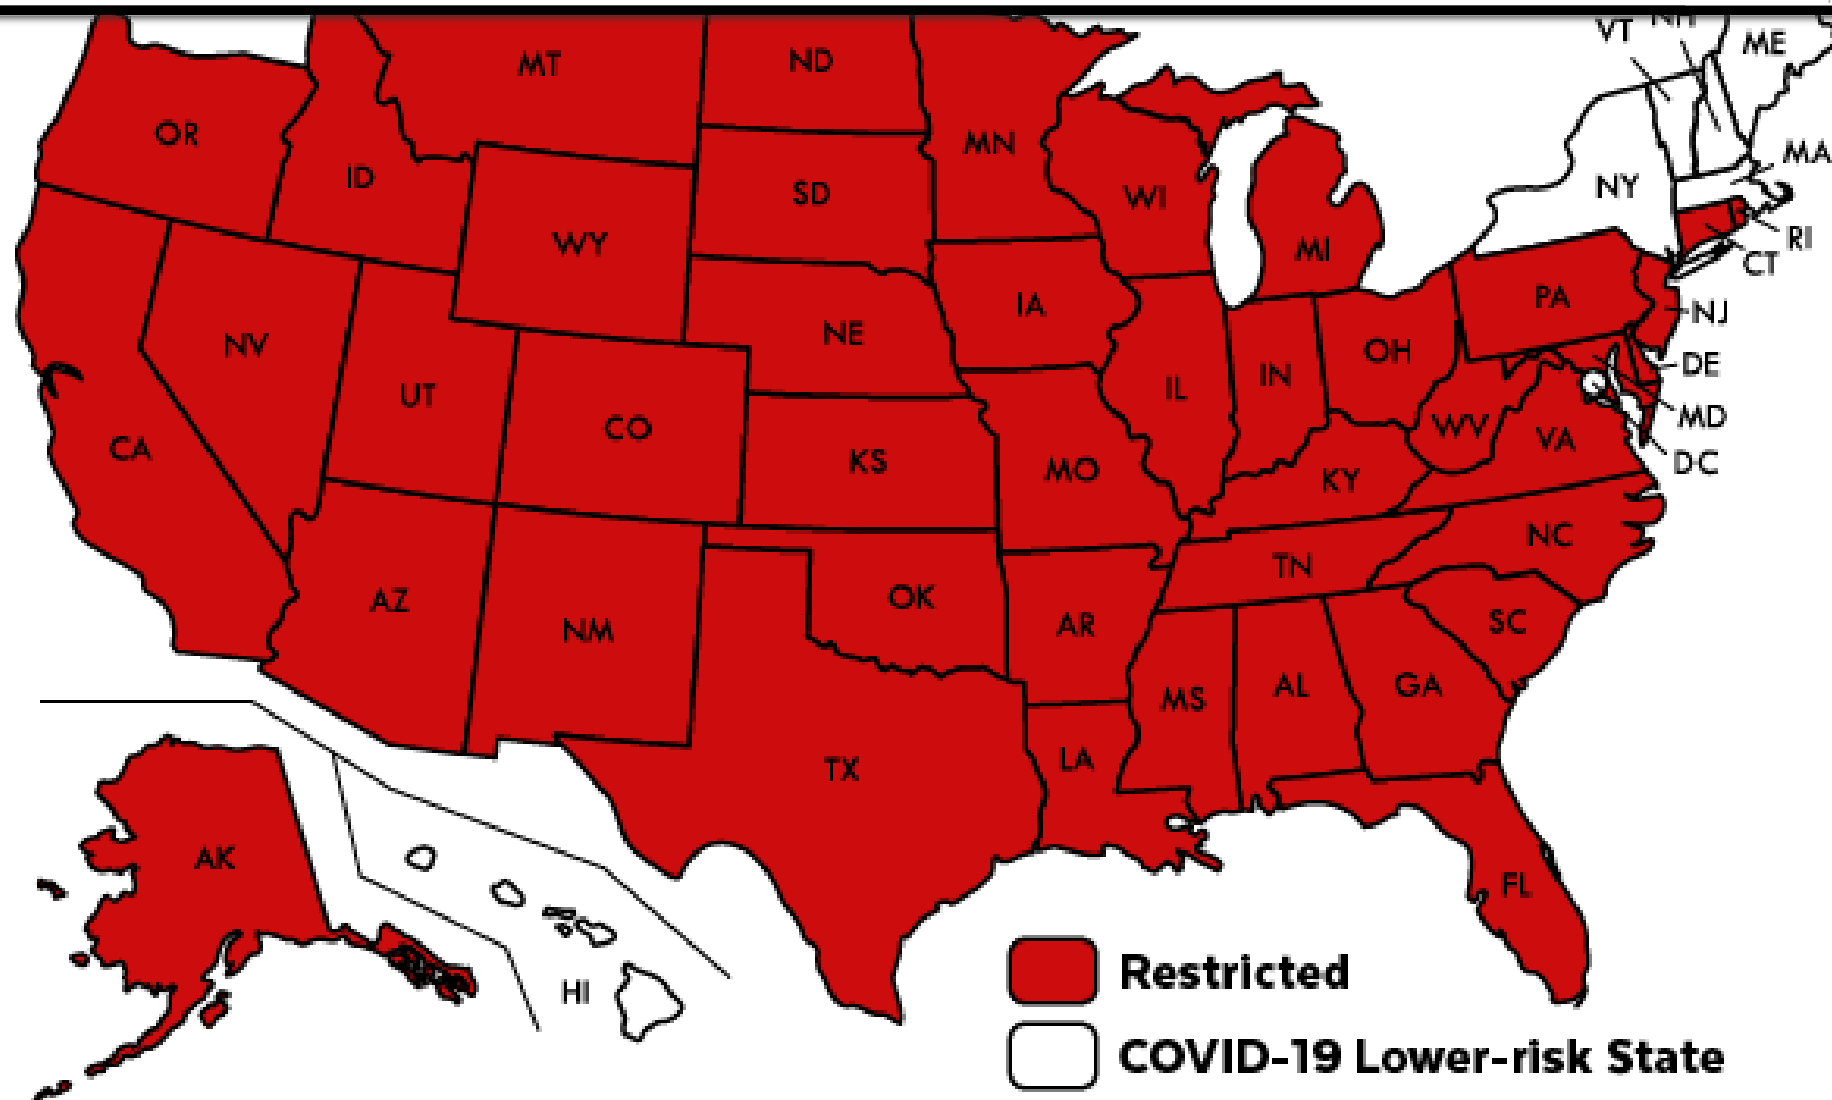 VT
NH
ME
MT
ND
OR
MN
MA
ID
SD
WI
NY
WY
MI
RI
CT
IA
PA
NJ
NV
NE
OH
DE
UT
IN
IL
MD
CO
WV
VA
CA
KS
MO
KY
DC
NC
TN
AZ
OK
NM
AR
SC
MS
AL
GA
LA
TX
AK
FL
HI
Restricted
COVID-19 Lower-risk State